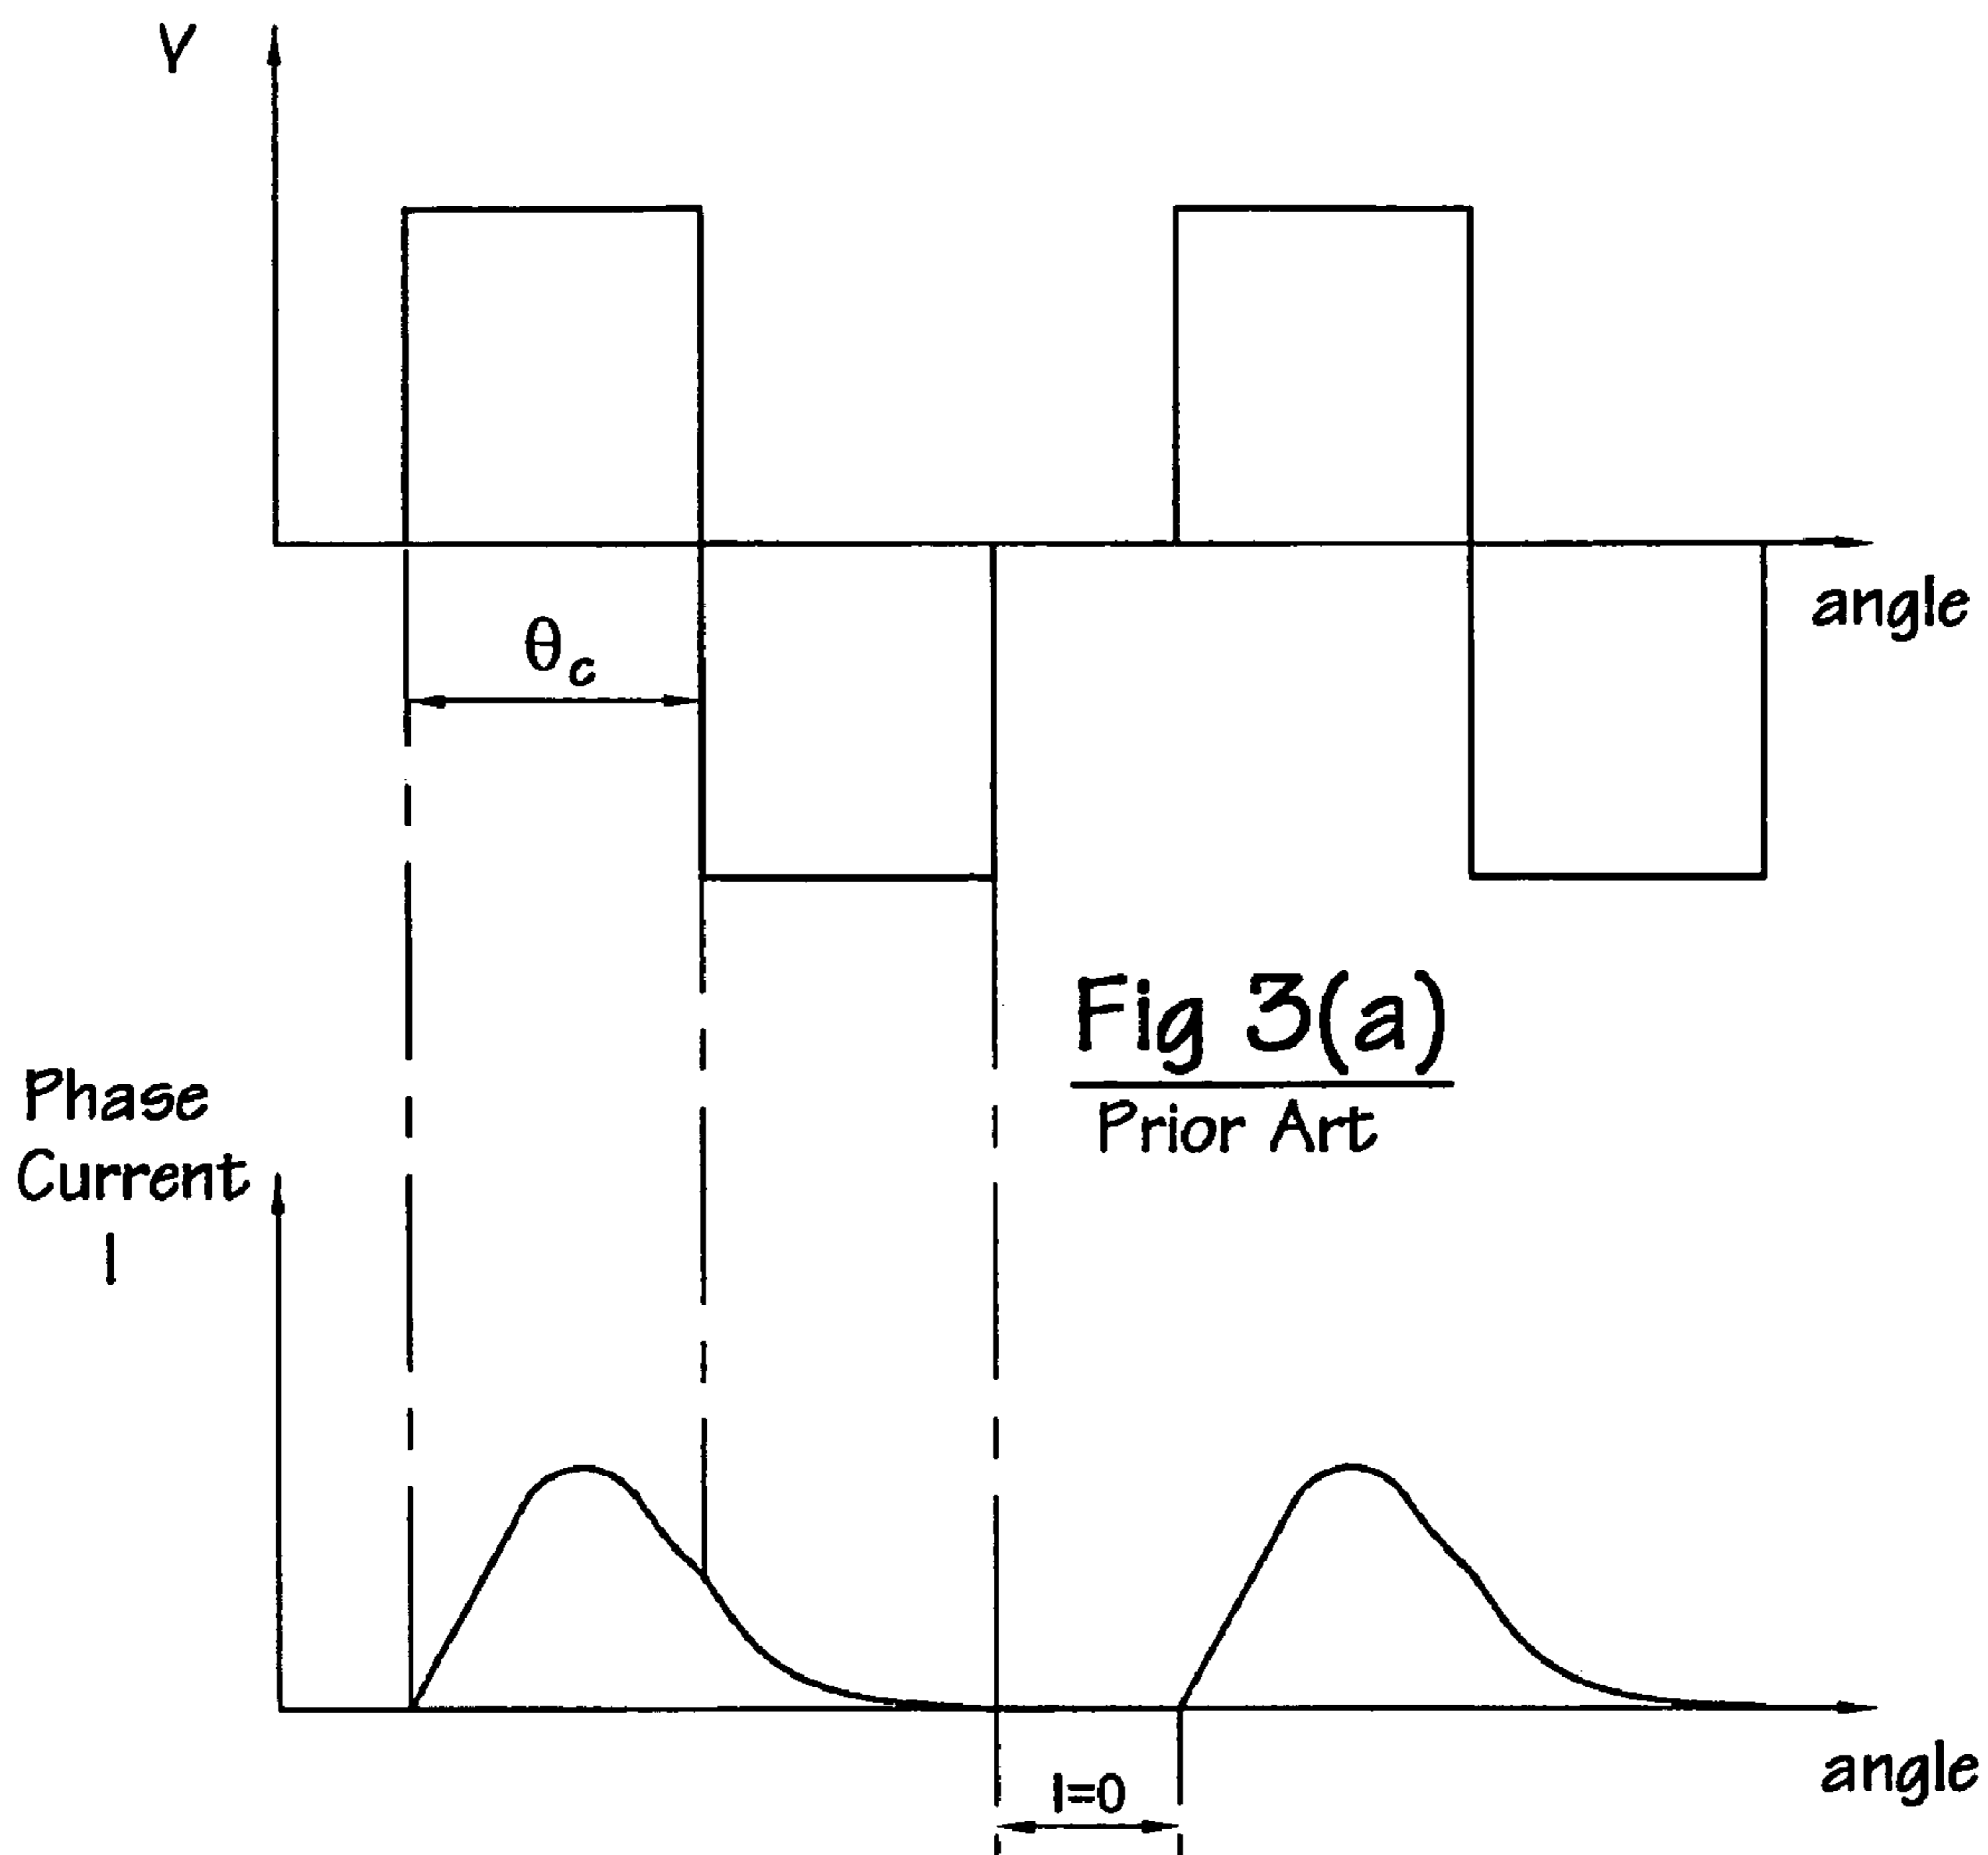 V
angle
θc
Fig 3(a)
Prior Art
Phase
Current
I
angle
I=0